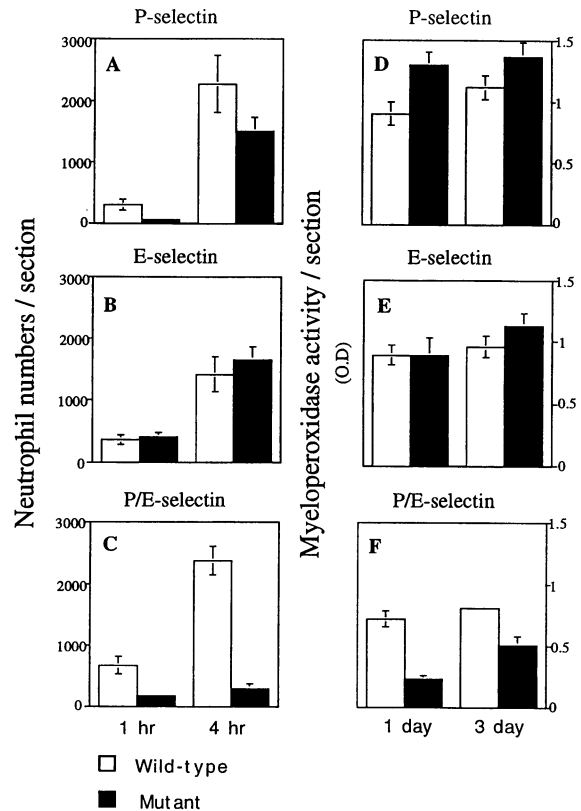 P-selectin
P-selectin
3000
2000
1000
0
A
D
1.5
1
0.5
0
E-selectin
E-selectin
3000
2000
1000
0
B
E
1.5
1
0.5
0
P/E-selectin
P/E-selectin
3000
2000
1000
0
C
F
1.5
1
0.5
0
Neutrophil numbers / section
Myeloperoxidase activity / section
(O.D)
1 hr 4 hr
1 day 3 day
Wild-type
Mutant